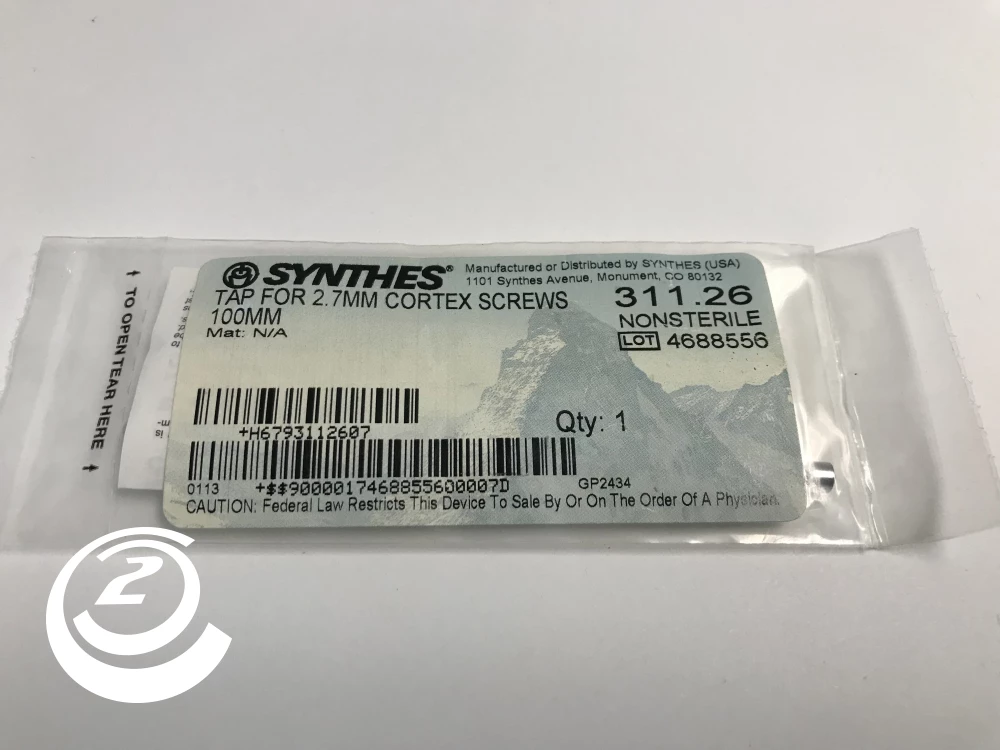 SYNTHES®
Manufactured or Distributed by SYNTHES (USA)
1101 Synthes Avenue, Monument, CO 80132
TAP FOR 2.7MM CORTEX SCREWS
311.26
100MM
NONSTERILE
Mat: N/A
LOT 4688556
Qty: 1
+H6793112607
0113
+$$9000017468855600007D
GP2434
CAUTION: Federal Law Restricts This Device To Sale By Or On The Order Of A Physician.
TO OPEN TEAR HERE
2